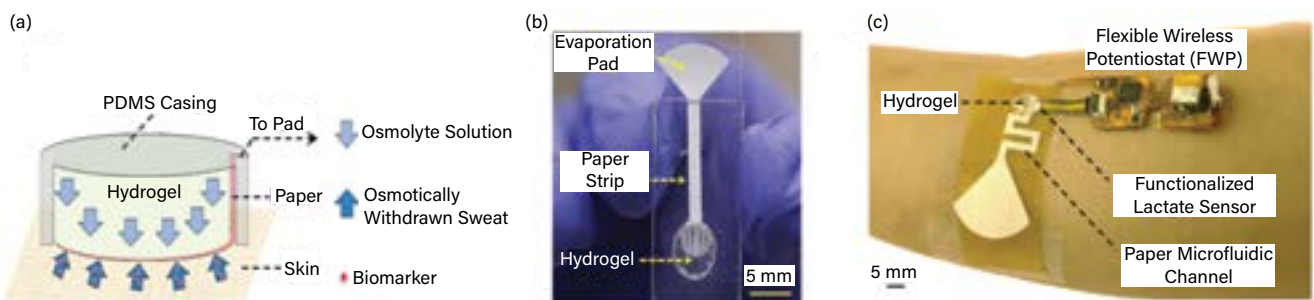 (a)
PDMS Casing
To Pad
Osmolyte Solution
Hydrogel
Paper
Osmotically
Withdrawn Sweat
Skin
Biomarker
(b)
Evaporation
Pad
Paper
Strip
Hydrogel
5 mm
(c)
Flexible Wireless
Potentiostat (FWP)
Hydrogel
Functionalized
Lactate Sensor
Paper Microfluidic
Channel
5 mm